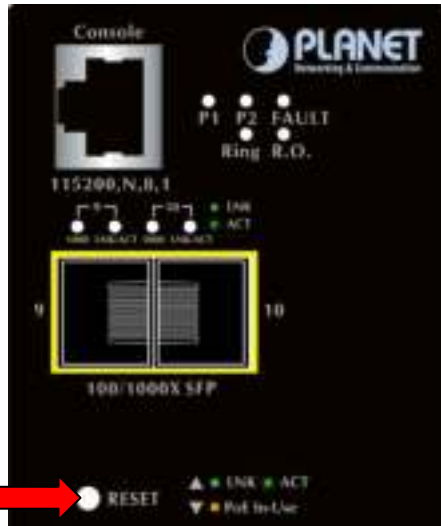 Console
PLANET
Networking & Communication
P1 P2 FAULT
Ring R.O.
115200,N,8,1
9 10 LNK
ACT
1000 LNK/ACT 1000 LNK/ACT
9 10
100/1000X SFP
RESET
▲ LNK ACT
▼ PoE In-Use